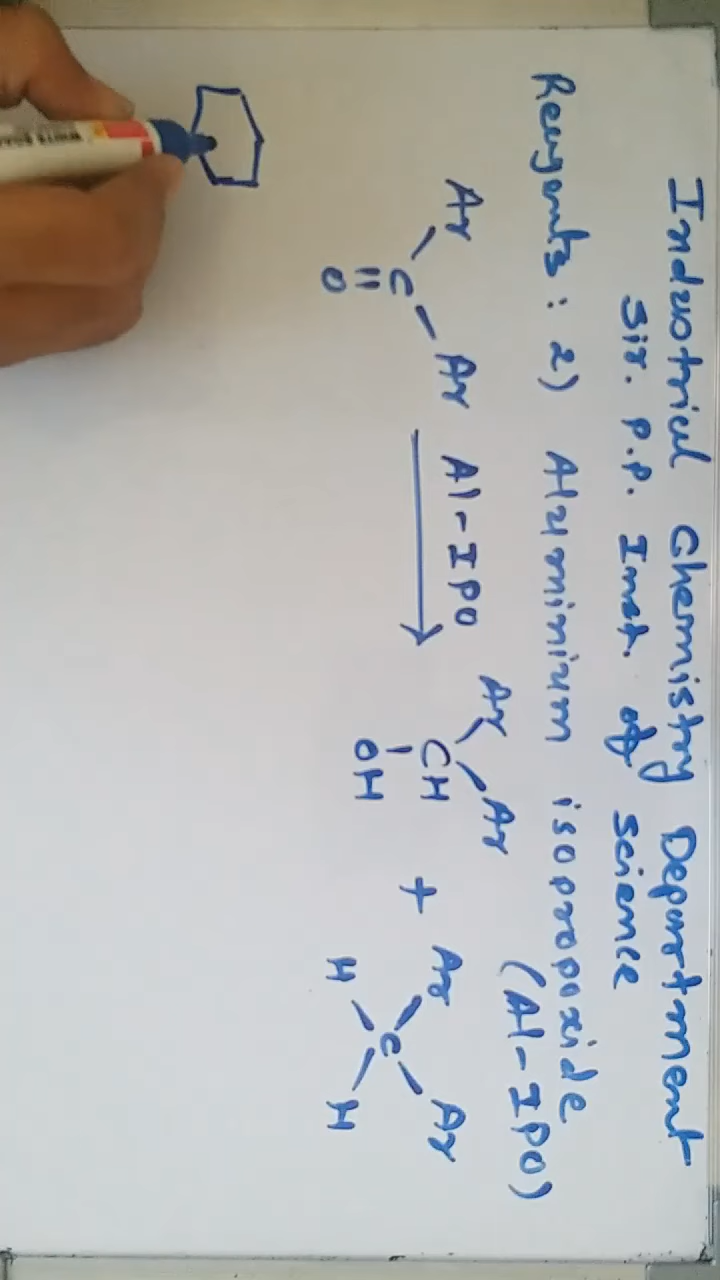 Industrical Chemistry Department
Sir. P.P. Inst. of science
Reagents : 2) Aluminium isopropoxide
(Al-IPO)
Ar Ar Al-IPO Ar Ar Ar Ar
C CH + C
O OH H H